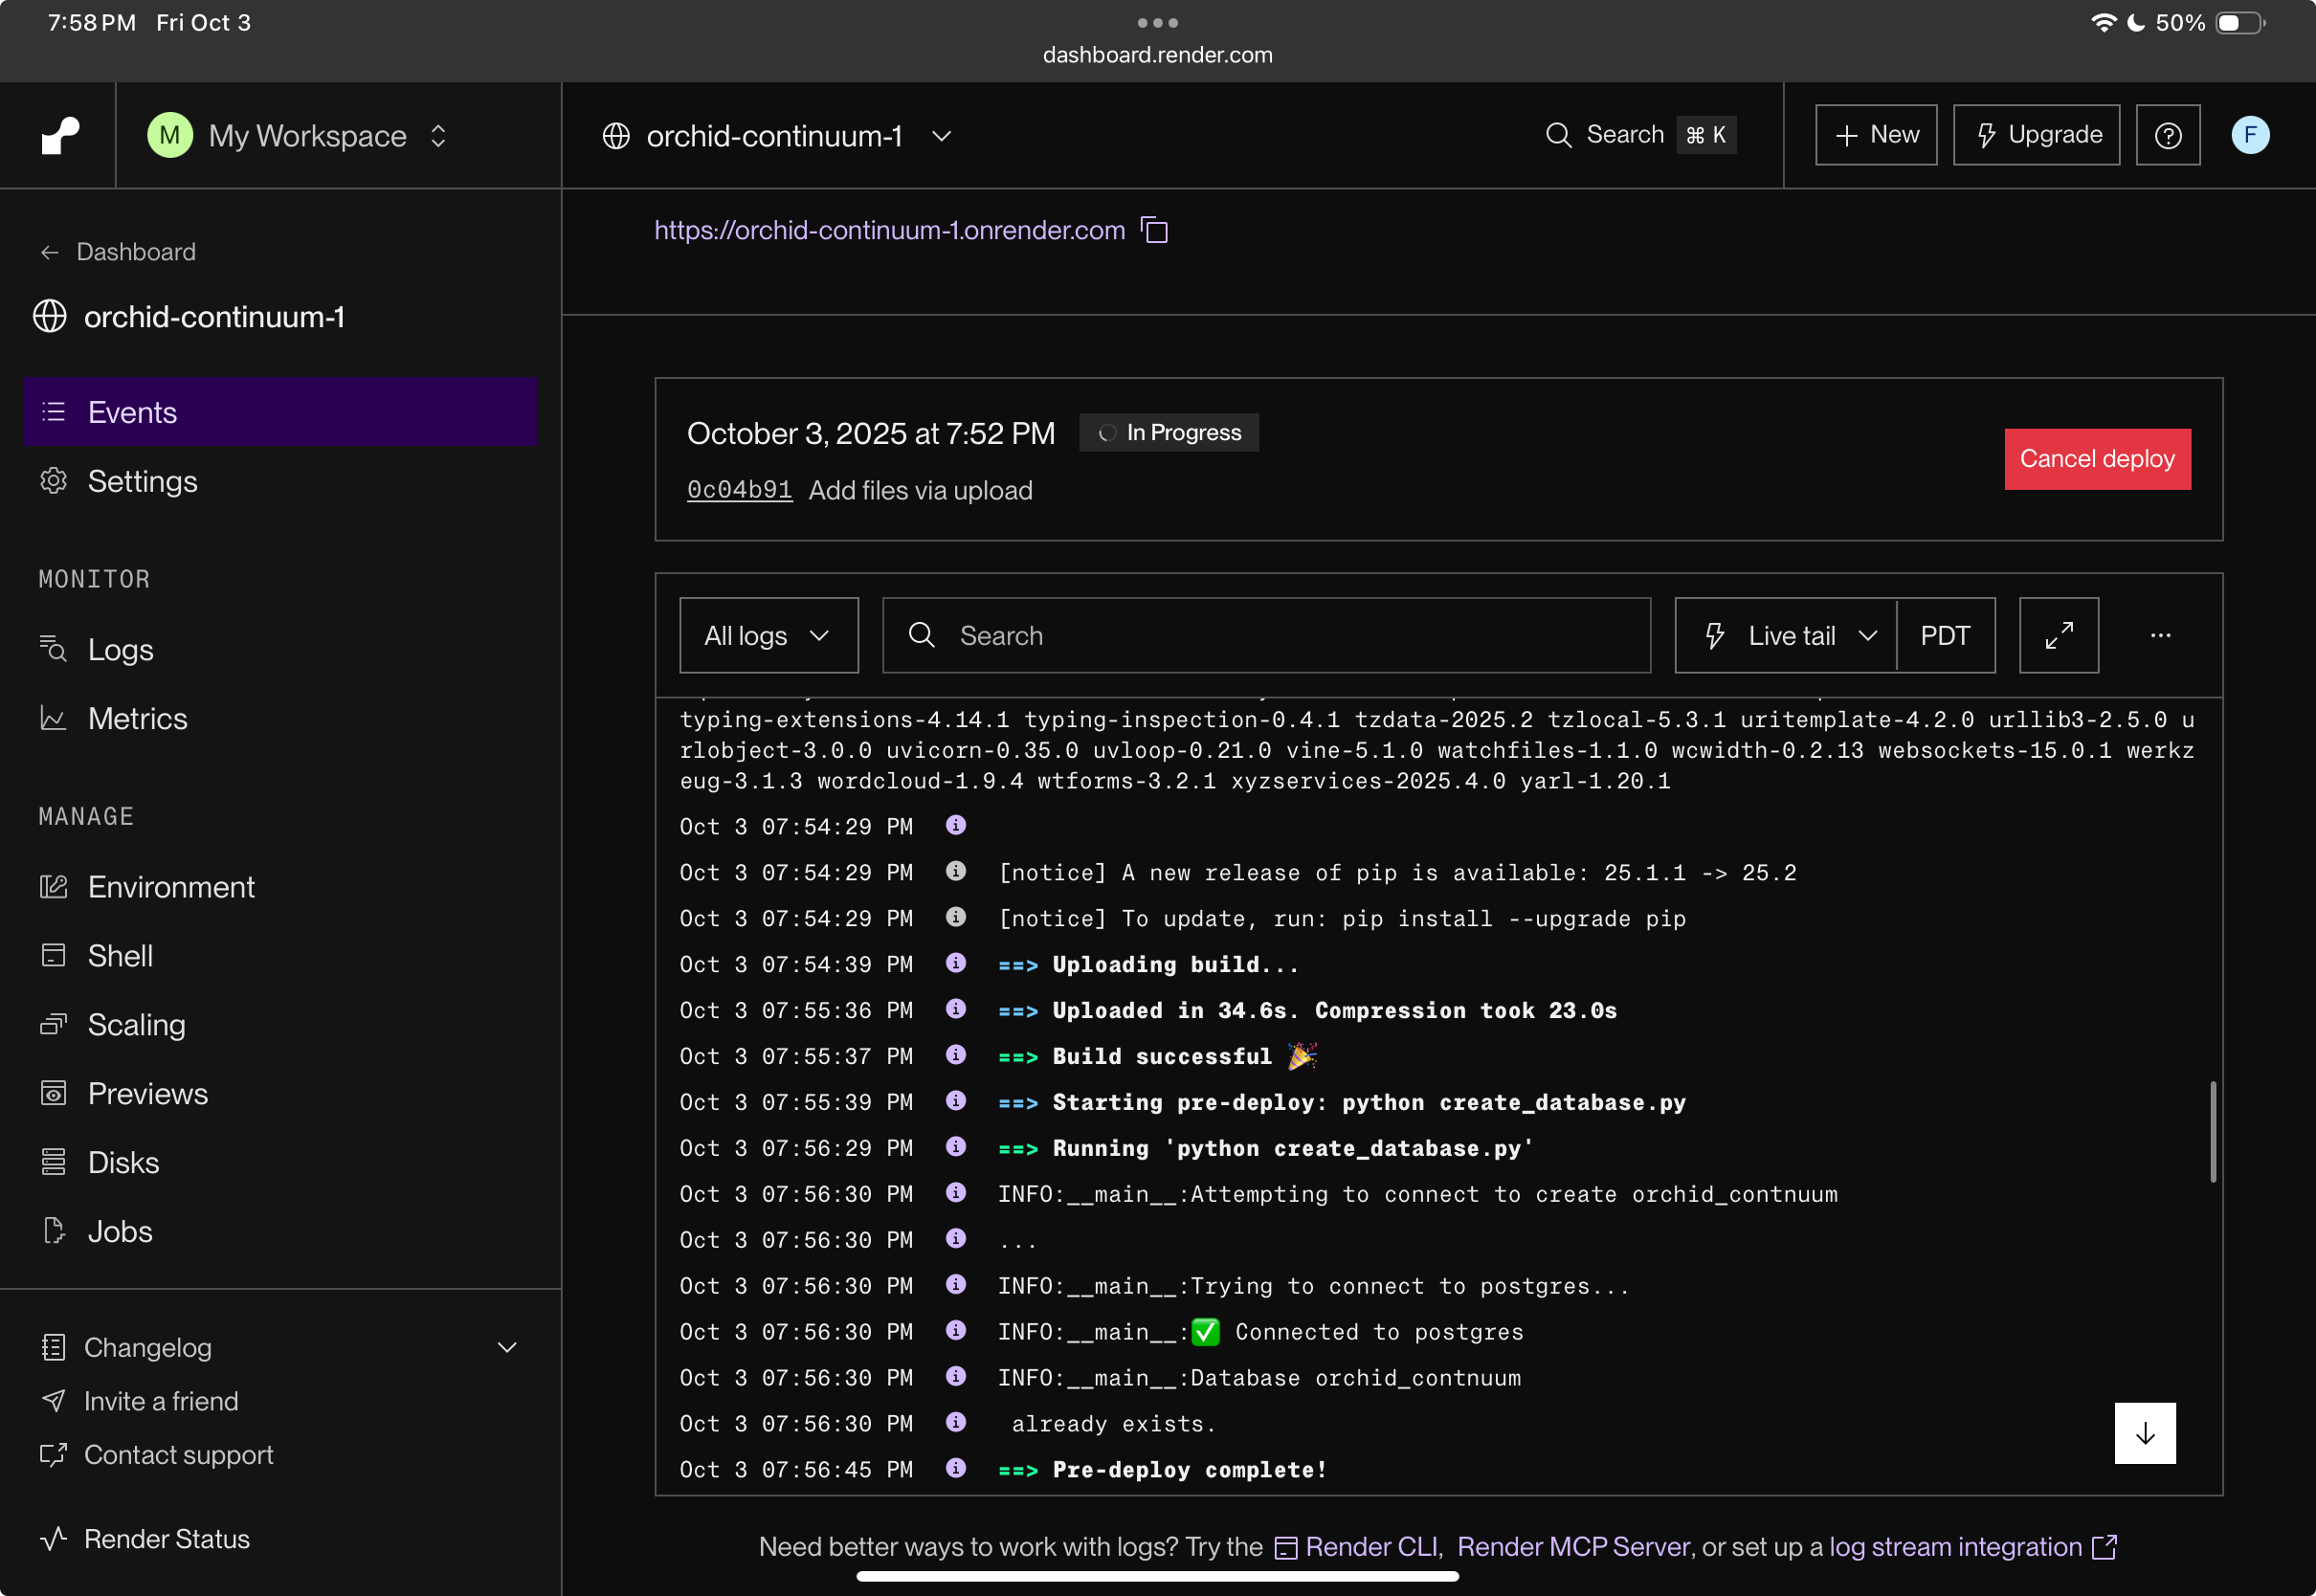 7:58 PM Fri Oct 3
50%
dashboard.render.com
M My Workspace
orchid-continuum-1
Search ⌘ K
+ New
Upgrade
F
← Dashboard
orchid-continuum-1
Events
Settings
MONITOR
Logs
Metrics
MANAGE
Environment
Shell
Scaling
Previews
Disks
Jobs
Changelog
Invite a friend
Contact support
Render Status
https://orchid-continuum-1.onrender.com
October 3, 2025 at 7:52 PM In Progress
0c04b91 Add files via upload
Cancel deploy
All logs
Search
Live tail
PDT
...
typing-extensions-4.14.1 typing-inspection-0.4.1 tzdata-2025.2 tzlocal-5.3.1 uritemplate-4.2.0 urllib3-2.5.0 u
rlobject-3.0.0 uvicorn-0.35.0 uvloop-0.21.0 vine-5.1.0 watchfiles-1.1.0 wcwidth-0.2.13 websockets-15.0.1 werkz
eug-3.1.3 wordcloud-1.9.4 wtforms-3.2.1 xyzservices-2025.4.0 yarl-1.20.1
Oct 3 07:54:29 PM
Oct 3 07:54:29 PM [notice] A new release of pip is available: 25.1.1 -> 25.2
Oct 3 07:54:29 PM [notice] To update, run: pip install --upgrade pip
Oct 3 07:54:39 PM ==> Uploading build...
Oct 3 07:55:36 PM ==> Uploaded in 34.6s. Compression took 23.0s
Oct 3 07:55:37 PM ==> Build successful 🎉
Oct 3 07:55:39 PM ==> Starting pre-deploy: python create_database.py
Oct 3 07:56:29 PM ==> Running 'python create_database.py'
Oct 3 07:56:30 PM INFO:__main__:Attempting to connect to create orchid_contnuum
Oct 3 07:56:30 PM ...
Oct 3 07:56:30 PM INFO:__main__:Trying to connect to postgres...
Oct 3 07:56:30 PM INFO:__main__:✅ Connected to postgres
Oct 3 07:56:30 PM INFO:__main__:Database orchid_contnuum
Oct 3 07:56:30 PM already exists.
Oct 3 07:56:45 PM ==> Pre-deploy complete!
Need better ways to work with logs? Try the Render CLI, Render MCP Server, or set up a log stream integration